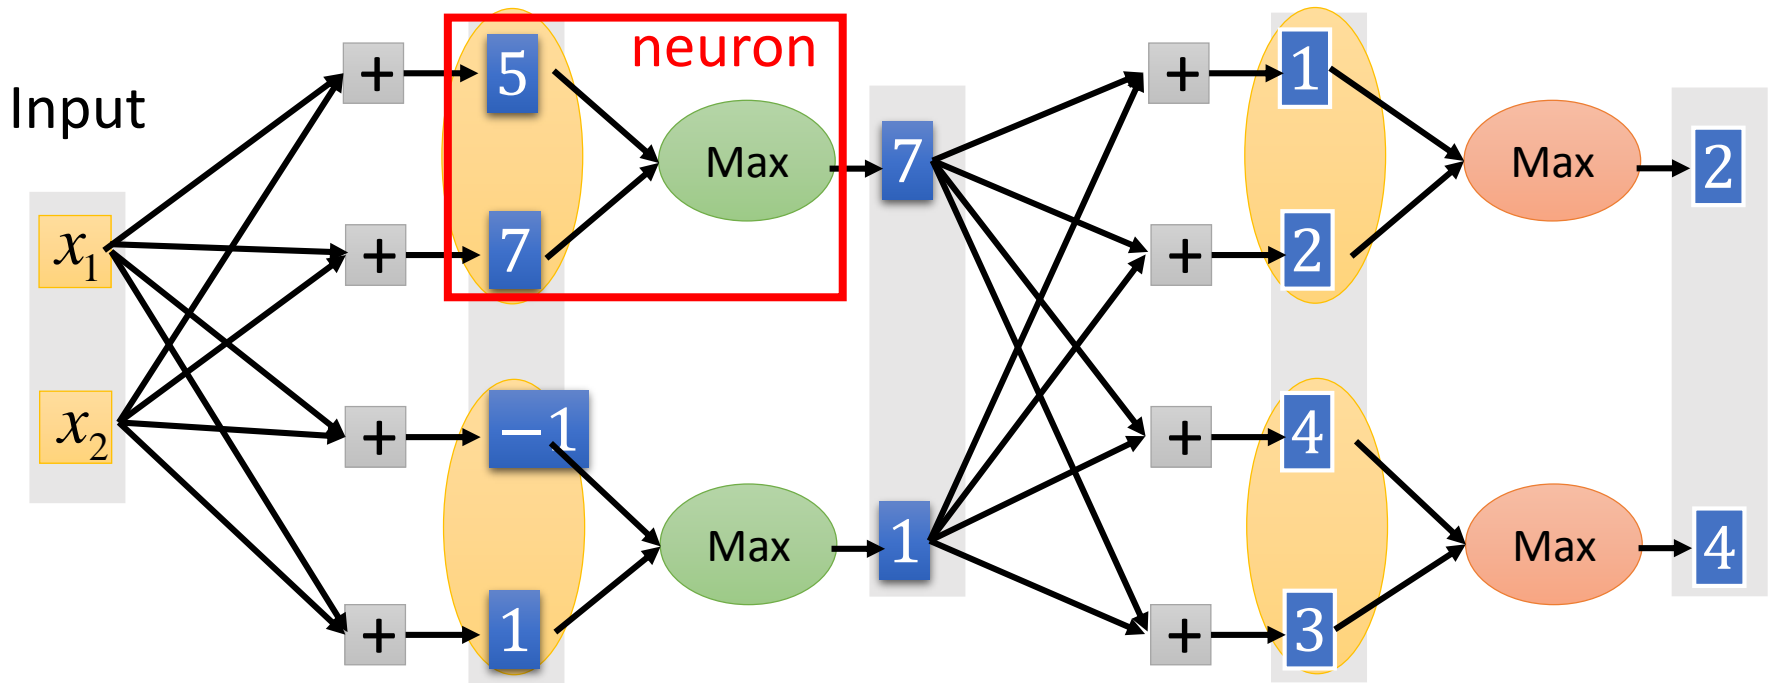 neuron
Input
+ 5
Max 7
+ 7
x₁
x₂
+ −1
Max 1
+ 1
+ 1
Max 2
+ 2
+ 4
Max 4
+ 3